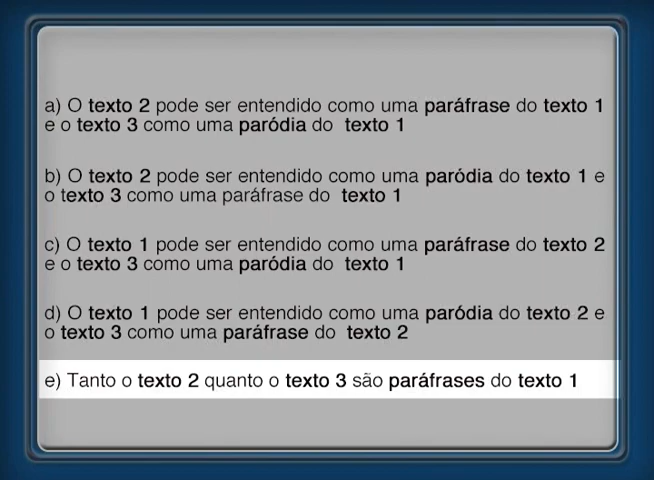 a) O texto 2 pode ser entendido como uma paráfrase do texto 1
e o texto 3 como uma paródia do texto 1
b) O texto 2 pode ser entendido como uma paródia do texto 1 e
o texto 3 como uma paráfrase do texto 1
c) O texto 1 pode ser entendido como uma paráfrase do texto 2
e o texto 3 como uma paródia do texto 1
d) O texto 1 pode ser entendido como uma paródia do texto 2 e
o texto 3 como uma paráfrase do texto 2
e) Tanto o texto 2 quanto o texto 3 são paráfrases do texto 1